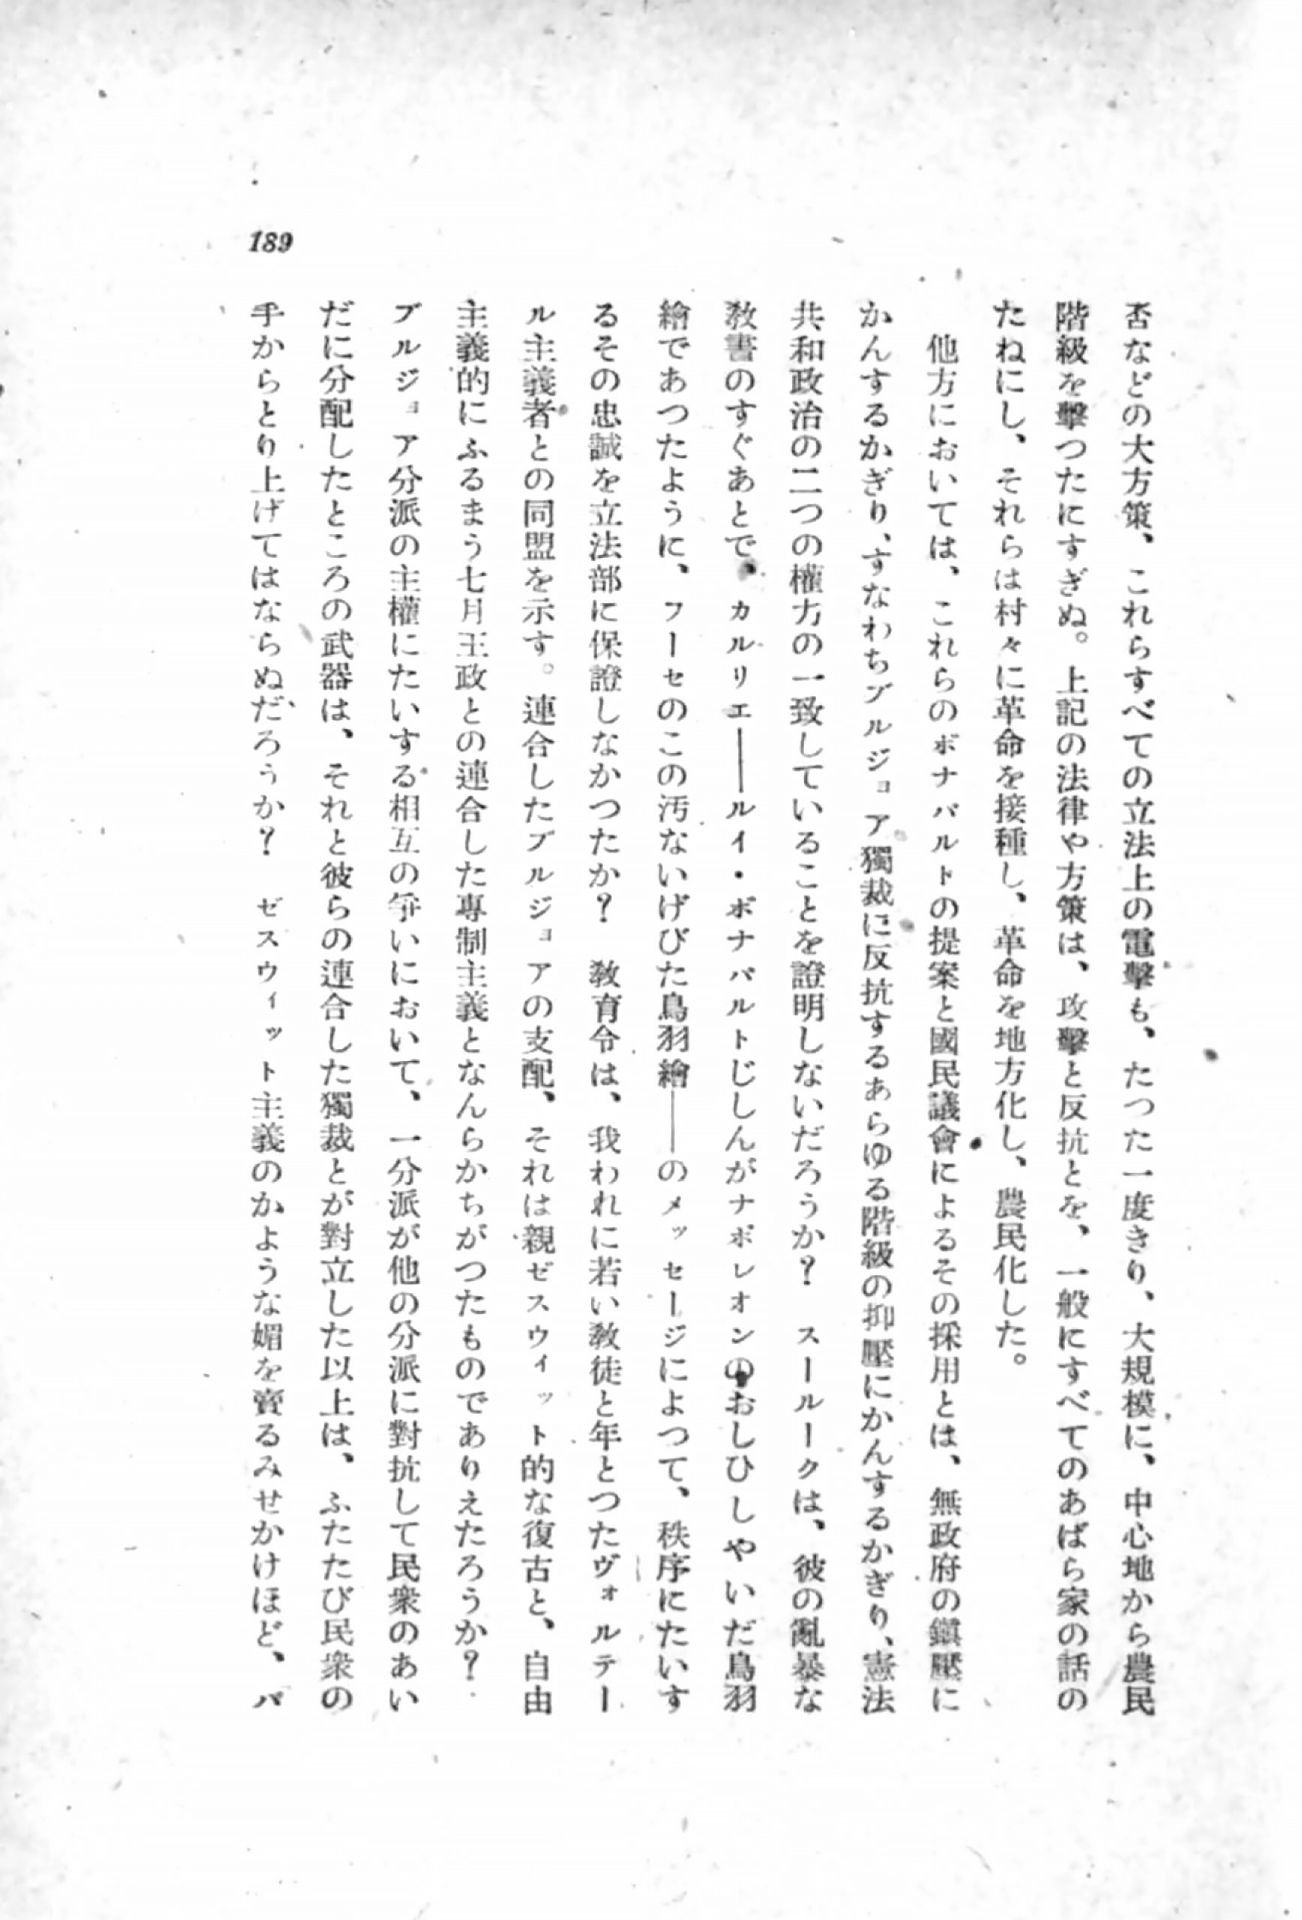 189
否などの大方策、これらすべての立法上の電擊も、たつた一度きり、大規模に、中心地から農民
階級を擊つたにすぎぬ。上記の法律や方策は、攻擊と反抗とを、一般にすべてのあばら家の話の
たねにし、それらは村々に革命を接種し、革命を地方化し、農民化した。
他方においては、これらのボナパルトの提案と國民議會によるその採用とは、無政府の鎭壓に
かんするかぎり、すなわちブルジョア獨裁に反抗するあらゆる階級の抑壓にかんするかぎり、憲法
共和政治の二つの權力の一致していることを證明しないだろうか？　スールークは、彼の亂暴な
敎書のすぐあとで、カルリエ――ルイ・ボナパルトじしんがナポレオンのおしひしやいだ鳥羽
繪であつたように、フーセのこの汚ないげびた鳥羽繪――のメッセージによつて、秩序にたいす
るその忠誠を立法部に保證しなかつたか？　敎育令は、我われに若い敎徒と年とつたヴォルテー
ル主義者との同盟を示す。連合したブルジョアの支配、それは親ゼスウィット的な復古と、自由
主義的にふるまう七月王政との連合した專制主義となんらかちがつたものでありえたろうか？
ブルジョア分派の主權にたいする相互の爭いにおいて、一分派が他の分派に對抗して民衆のあい
だに分配したところの武器は、それと彼らの連合した獨裁とが對立した以上は、ふたたび民衆の
手からとり上げてはならぬだろうか？　ゼスウィット主義のかような媚を賣るみせかけほど、パ